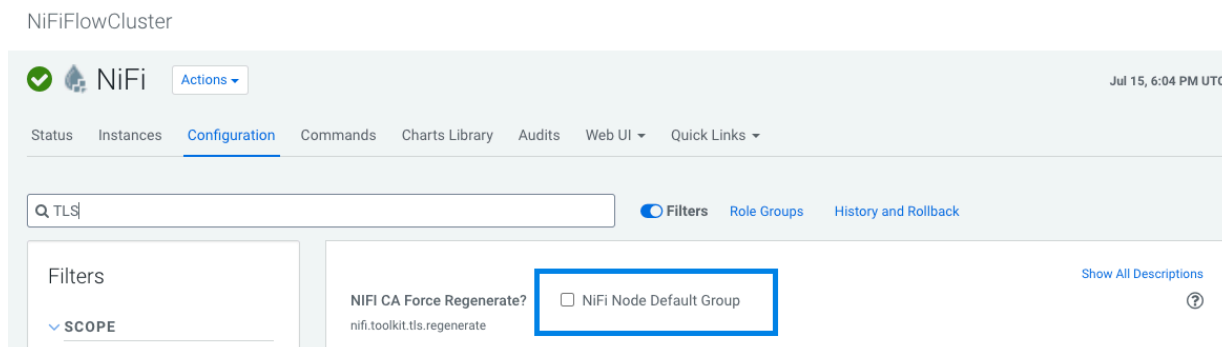 NiFiFlowCluster
NiFi Actions Jul 15, 6:04 PM UTC
Status Instances Configuration Commands Charts Library Audits Web UI Quick Links
TLS Filters Role Groups History and Rollback
Filters
Show All Descriptions
NIFI CA Force Regenerate? NiFi Node Default Group
nifi.toolkit.tls.regenerate
SCOPE